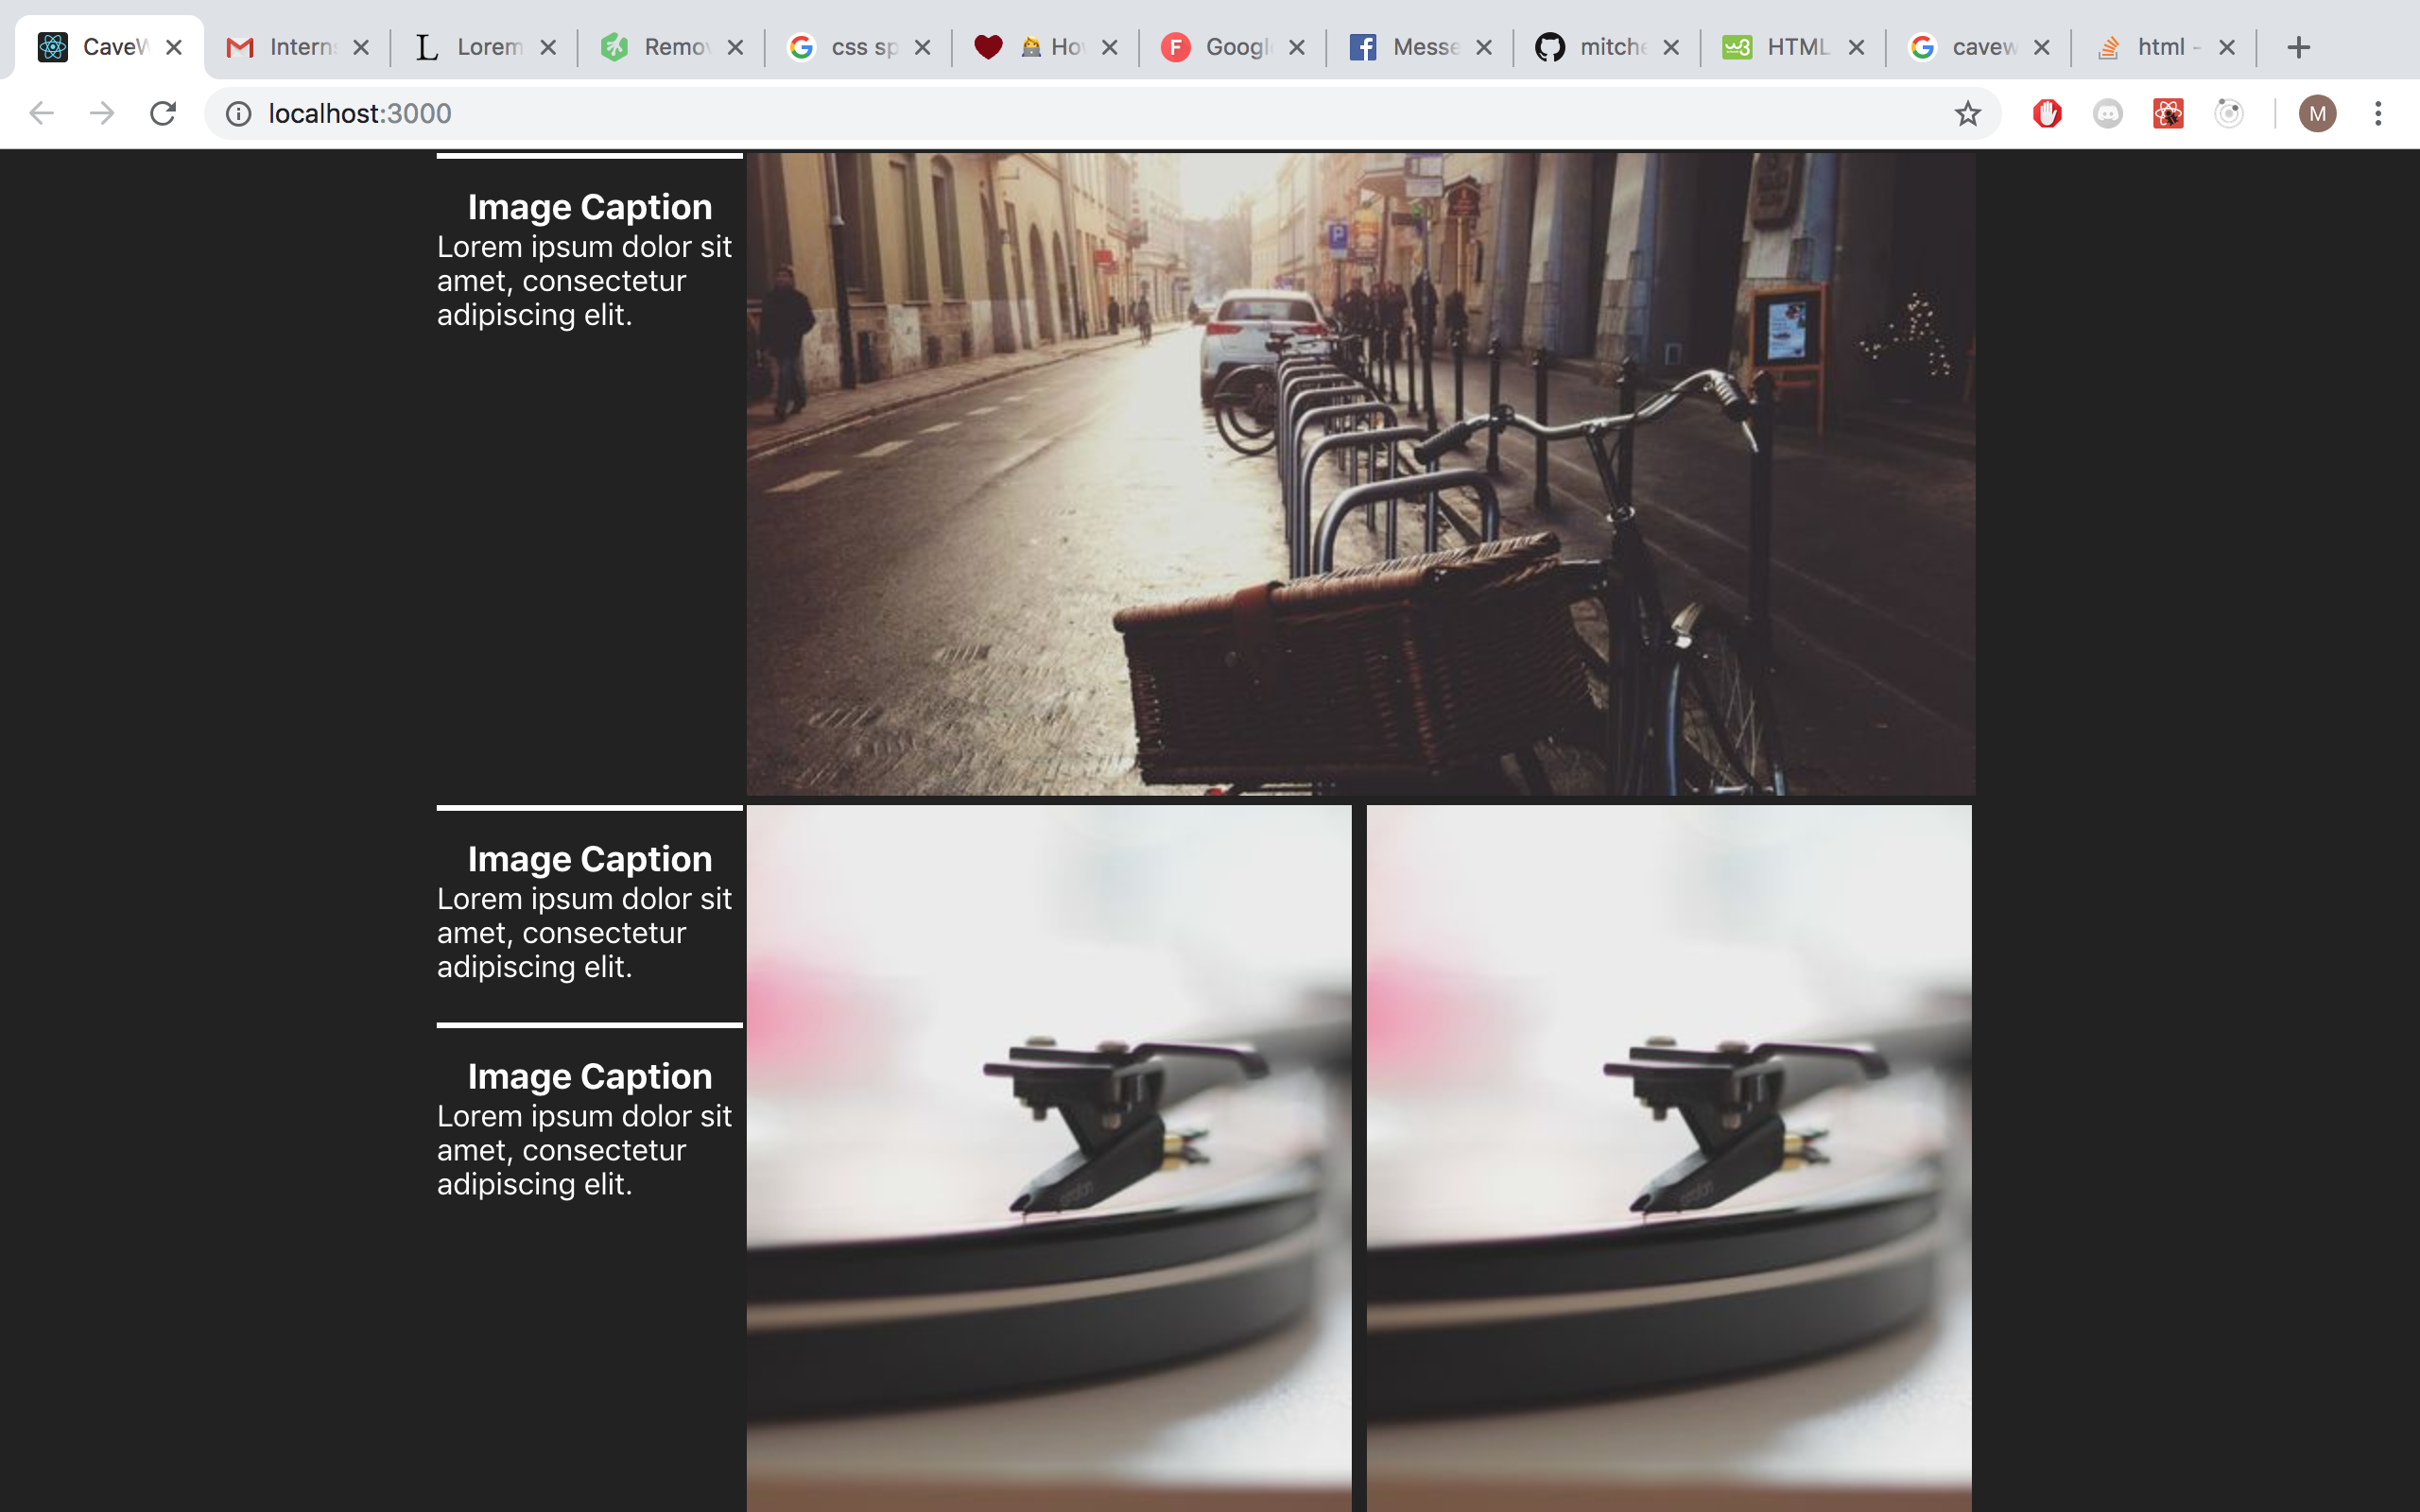 CaveW
Intern
Lorem
Remov
css sp
Ho
Googl
Messe
mitche
HTML
cavew
html -
localhost:3000
M
Image Caption
Lorem ipsum dolor sit
amet, consectetur
adipiscing elit.
Image Caption
Lorem ipsum dolor sit
amet, consectetur
adipiscing elit.
Image Caption
Lorem ipsum dolor sit
amet, consectetur
adipiscing elit.